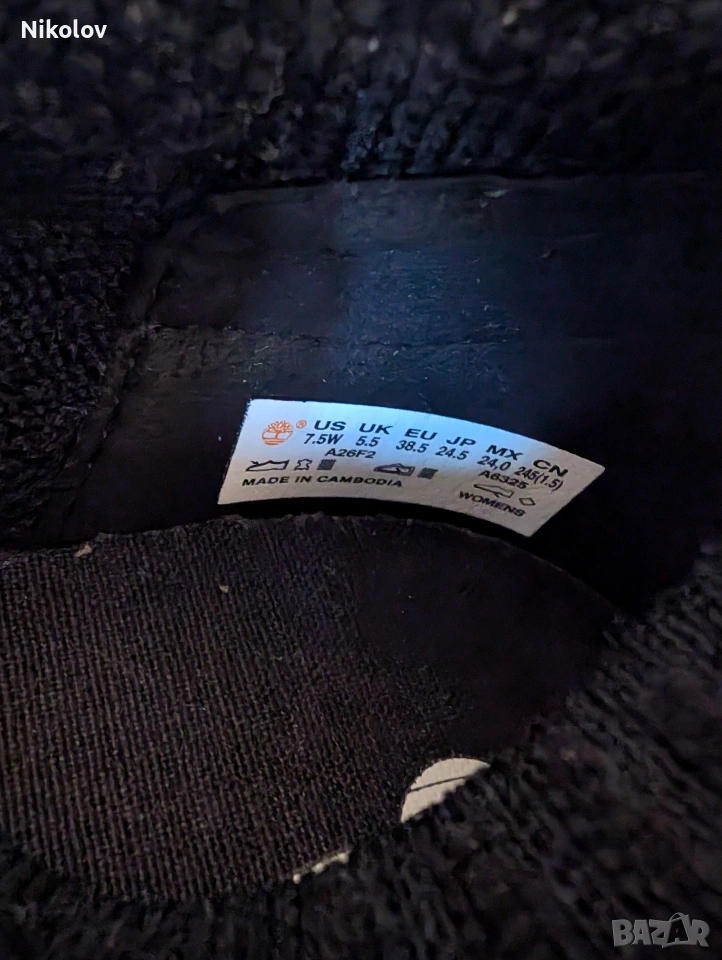 Nikolov
® US UK EU JP MX CN
7.5W 5.5 38.5 24.5 24.0 245(1.5)
A26F2 A6325
MADE IN CAMBODIA WOMENS
BAZAR